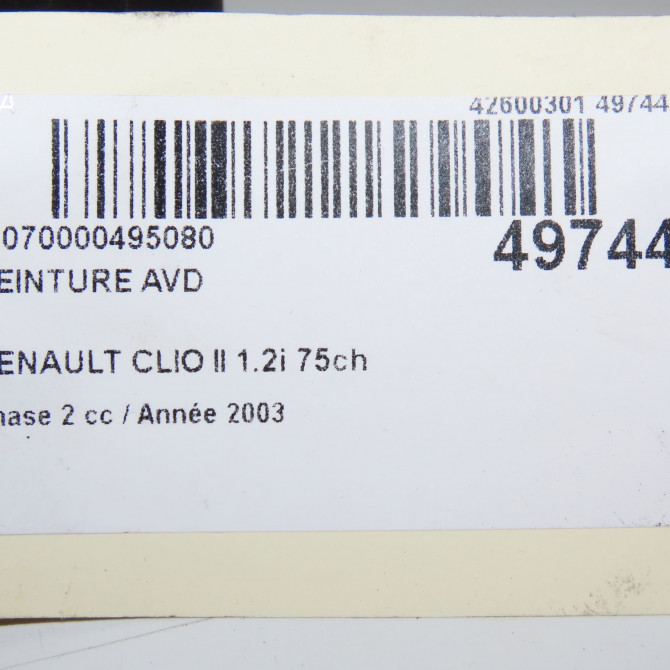 42600301 49744
070000495080
49744
EINTURE AVD
ENAULT CLIO II 1.2i 75ch
hase 2 cc / Année 2003